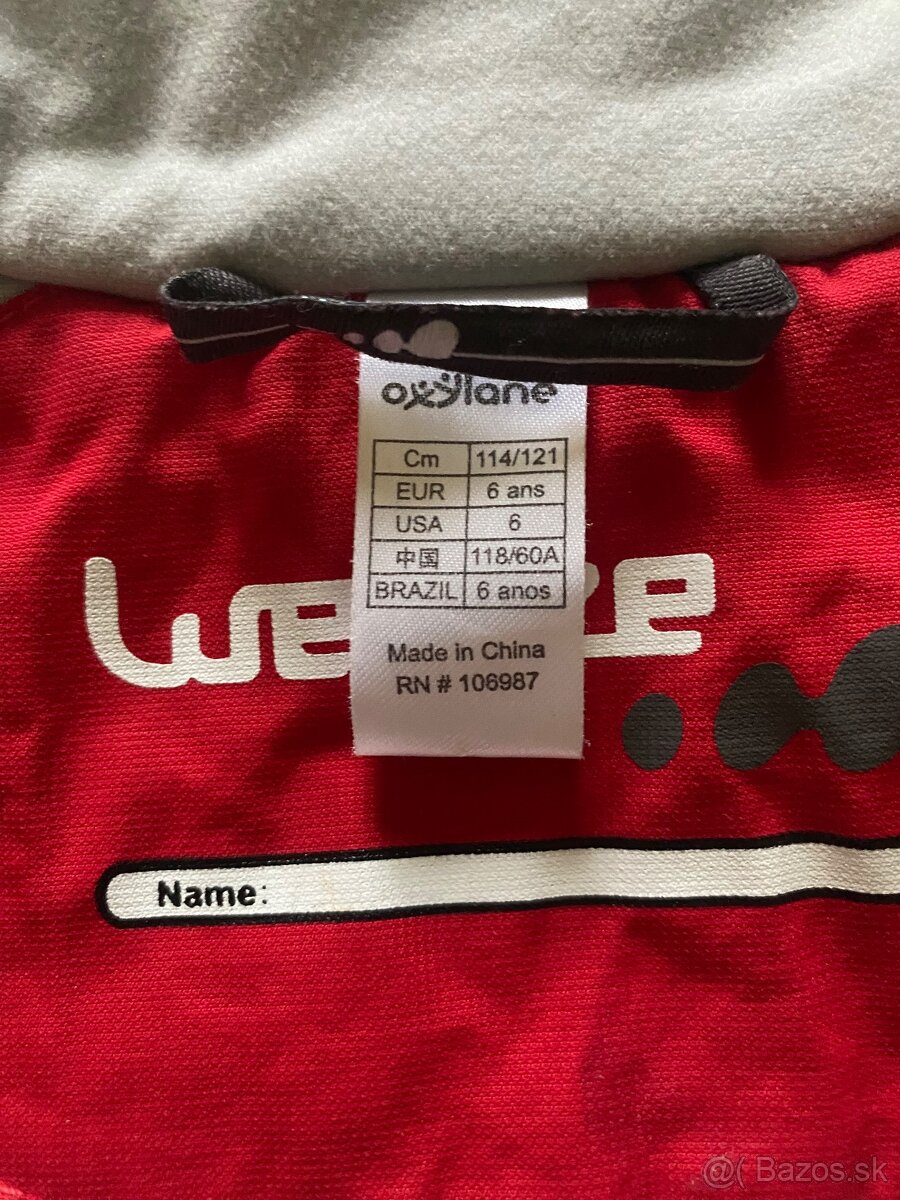 oxylane
Cm 114/121
EUR 6 ans
USA 6
中国 118/60A
BRAZIL 6 anos
Made in China
RN # 106987
Name:
@( Bazos.sk